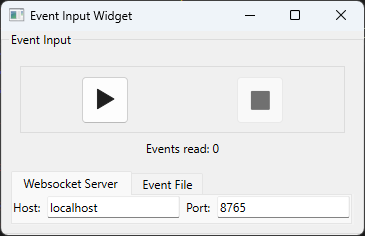 Event Input Widget
Event Input
Events read: 0
Websocket Server Event File
Host: localhost Port: 8765